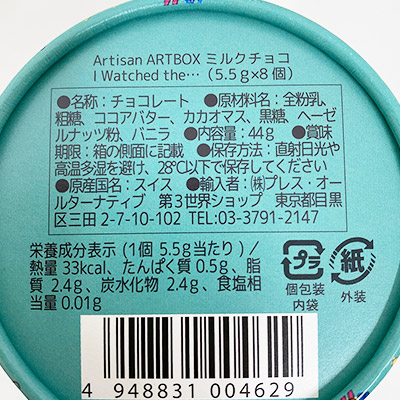 Artisan ARTBOX ミルクチョコ
I Watched the…（5.5g×8個）
●名称：チョコレート ●原材料名：全粉乳、
粗糖、ココアバター、カカオマス、黒糖、ヘーゼ
ルナッツ粉、バニラ ●内容量：44g ●賞味
期限：箱の側面に記載 ●保存方法：直射日光や
高温多湿を避け、28℃以下で保存してください
●原産国名：スイス ●輸入者：㈱プレス・オー
ルターナティブ 第3世界ショップ 東京都目黒
区三田2-7-10-102 TEL:03-3791-2147
栄養成分表示（1個 5.5g当たり）／
熱量 33kcal、たんぱく質 0.5g、脂
質 2.4g、炭水化物 2.4g、食塩相
当量 0.01g
プラ
個包装
内袋
紙
外装
4 948831 004629